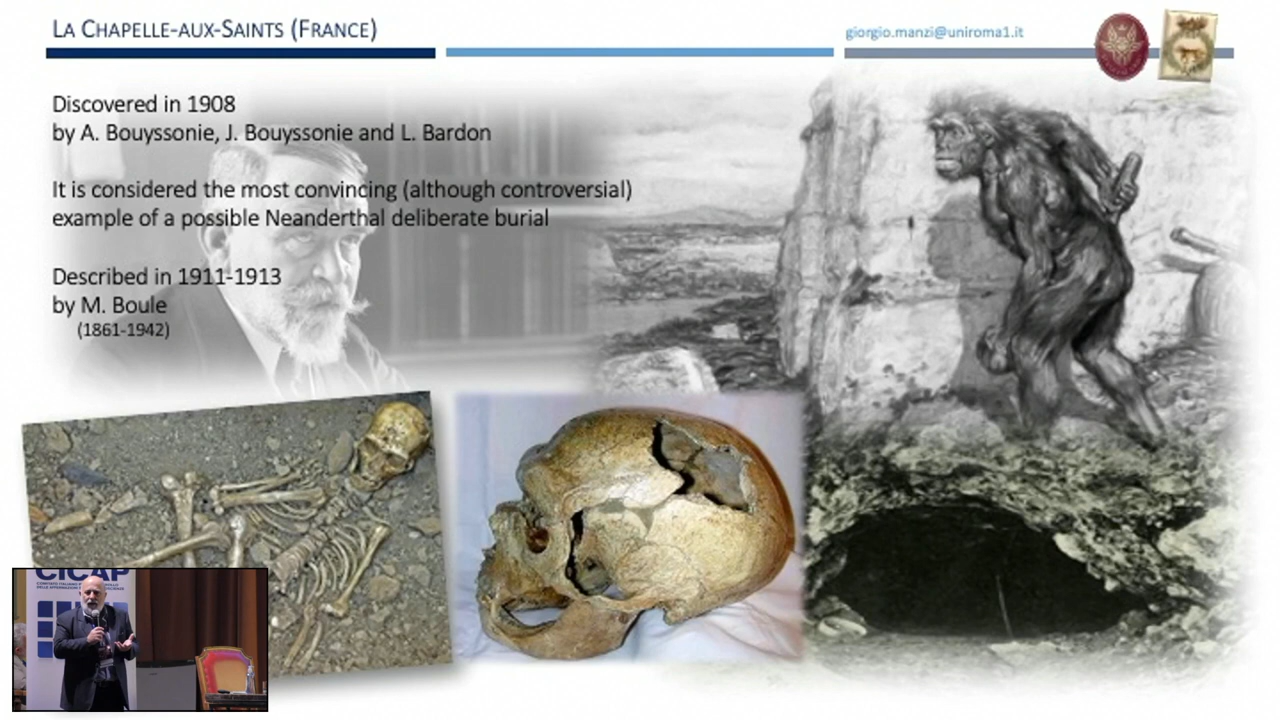 LA CHAPELLE-AUX-SAINTS (FRANCE)
giorgio.manzi@uniroma1.it
Discovered in 1908
by A. Bouyssonie, J. Bouyssonie and L. Bardon
It is considered the most convincing (although controversial)
example of a possible Neanderthal deliberate burial
Described in 1911-1913
by M. Boule
(1861-1942)
CICAP